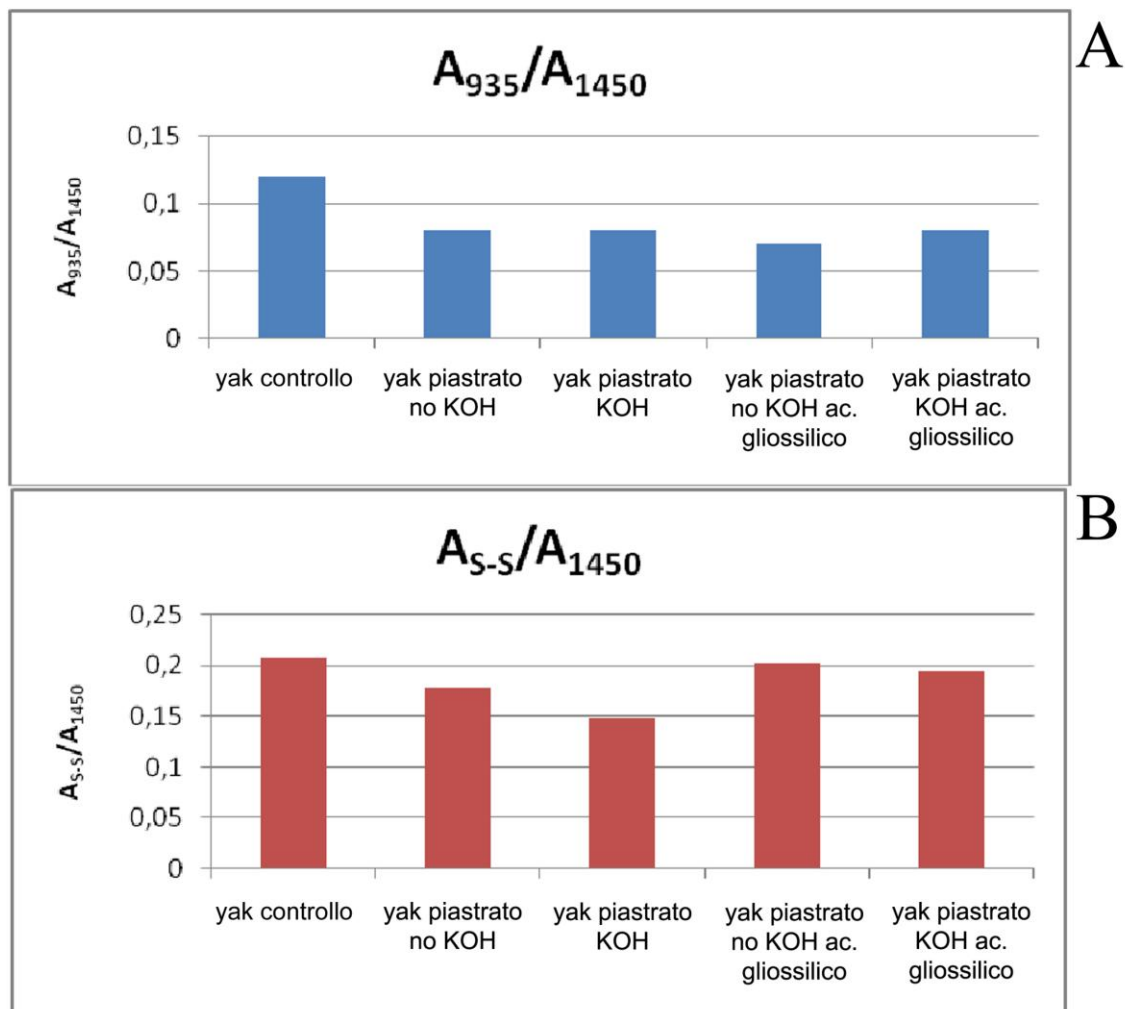 A
A935/A1450
A935/A1450
0,15
0,1
0,05
0
yak controllo
yak piastrato
no KOH
yak piastrato
KOH
yak piastrato
no KOH ac.
gliossilico
yak piastrato
KOH ac.
gliossilico
B
AS-S/A1450
AS-S/A1450
0,25
0,2
0,15
0,1
0,05
0
yak controllo
yak piastrato
no KOH
yak piastrato
KOH
yak piastrato
no KOH ac.
gliossilico
yak piastrato
KOH ac.
gliossilico